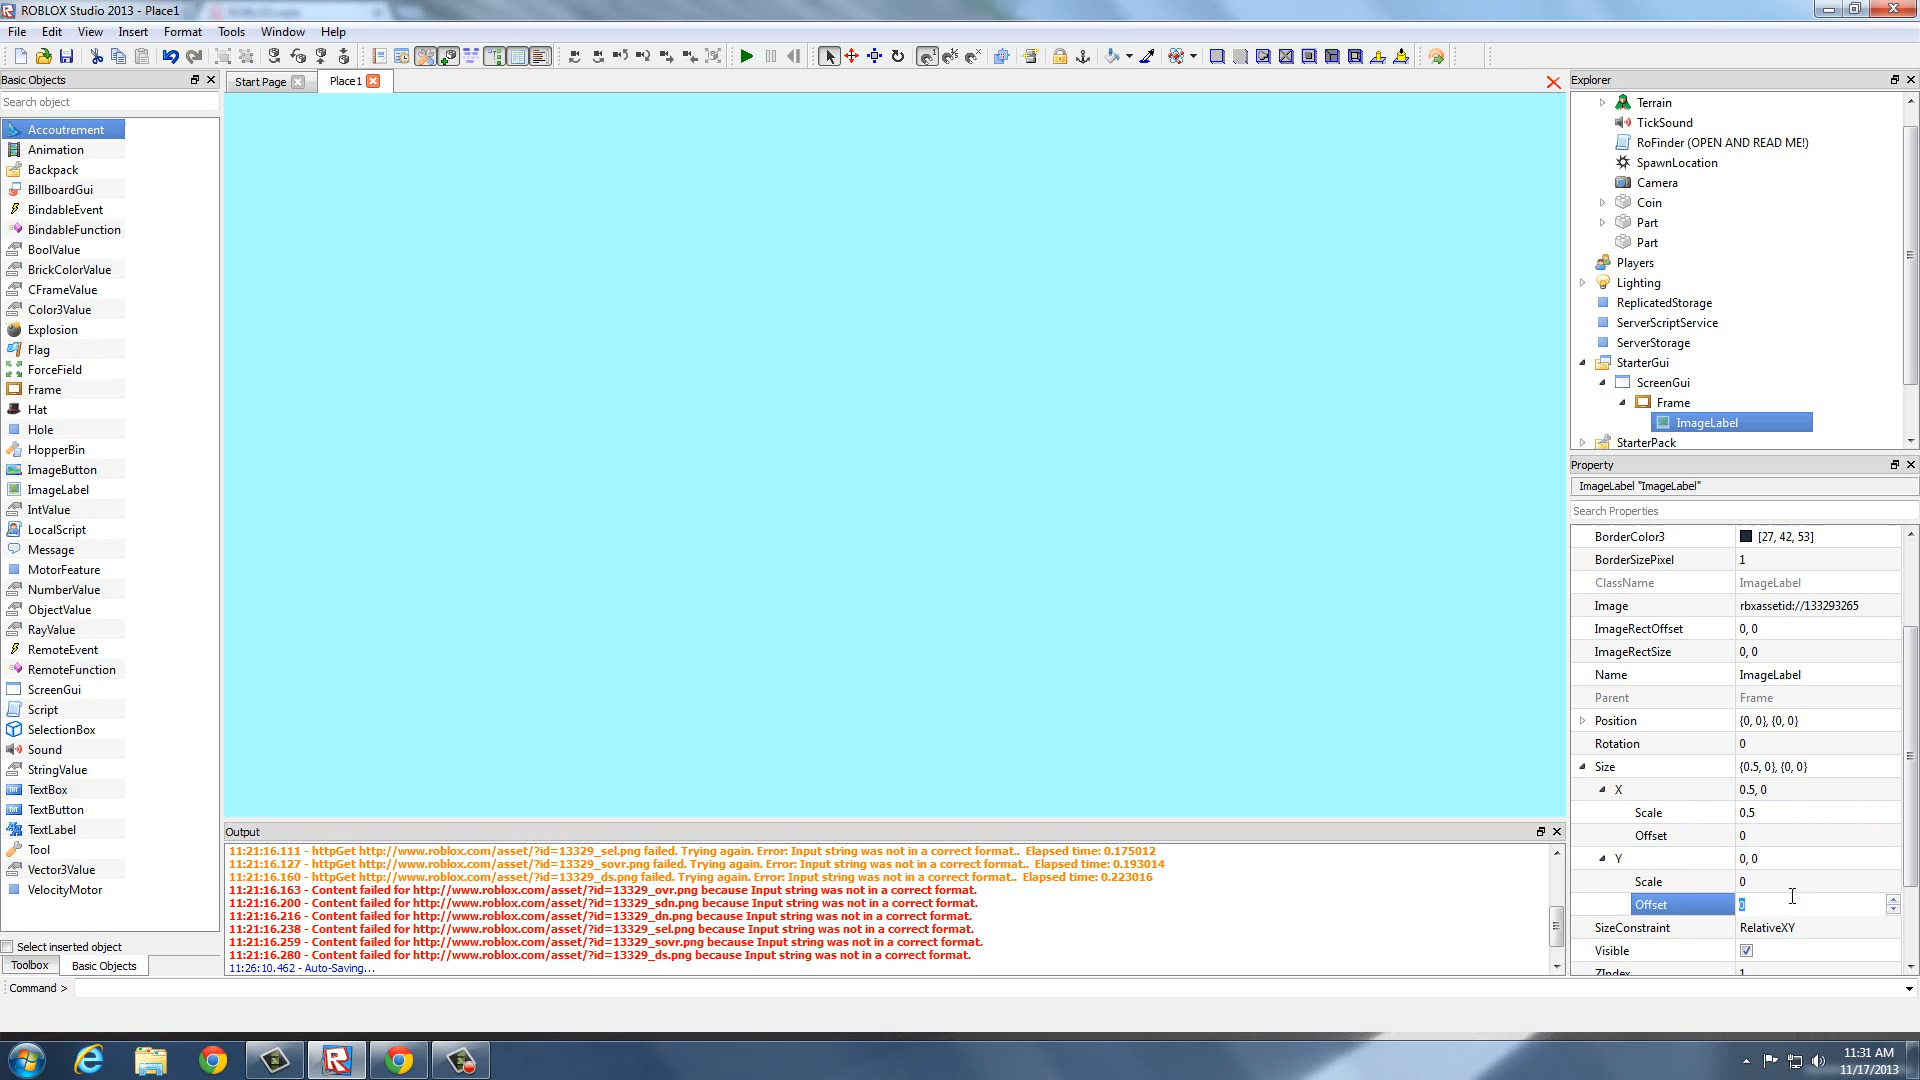 ROBLOX Studio 2013 - Place1
File Edit View Insert Format Tools Window Help
Basic Objects
Search object
Accoutrement
Animation
Backpack
BillboardGui
BindableEvent
BindableFunction
BoolValue
BrickColorValue
CFrameValue
Color3Value
Explosion
Flag
ForceField
Frame
Hat
Hole
HopperBin
ImageButton
ImageLabel
IntValue
LocalScript
Message
MotorFeature
NumberValue
ObjectValue
RayValue
RemoteEvent
RemoteFunction
ScreenGui
Script
SelectionBox
Sound
StringValue
TextBox
TextButton
TextLabel
Tool
Vector3Value
VelocityMotor
Select inserted object
Toolbox Basic Objects
Start Page Place1
Output
11:21:16.111 - httpGet http://www.roblox.com/asset/?id=13329_sel.png failed. Trying again. Error: Input string was not in a correct format.. Elapsed time: 0.175012
11:21:16.127 - httpGet http://www.roblox.com/asset/?id=13329_sovr.png failed. Trying again. Error: Input string was not in a correct format.. Elapsed time: 0.193014
11:21:16.160 - httpGet http://www.roblox.com/asset/?id=13329_ds.png failed. Trying again. Error: Input string was not in a correct format.. Elapsed time: 0.223016
11:21:16.163 - Content failed for http://www.roblox.com/asset/?id=13329_ovr.png because Input string was not in a correct format.
11:21:16.200 - Content failed for http://www.roblox.com/asset/?id=13329_sdn.png because Input string was not in a correct format.
11:21:16.216 - Content failed for http://www.roblox.com/asset/?id=13329_dn.png because Input string was not in a correct format.
11:21:16.238 - Content failed for http://www.roblox.com/asset/?id=13329_sel.png because Input string was not in a correct format.
11:21:16.259 - Content failed for http://www.roblox.com/asset/?id=13329_sovr.png because Input string was not in a correct format.
11:21:16.280 - Content failed for http://www.roblox.com/asset/?id=13329_ds.png because Input string was not in a correct format.
11:26:10.462 - Auto-Saving...
Command >
Explorer
Terrain
TickSound
RoFinder (OPEN AND READ ME!)
SpawnLocation
Camera
Coin
Part
Part
Players
Lighting
ReplicatedStorage
ServerScriptService
ServerStorage
StarterGui
ScreenGui
Frame
ImageLabel
StarterPack
Property
ImageLabel "ImageLabel"
Search Properties
BorderColor3 [27, 42, 53]
BorderSizePixel 1
ClassName ImageLabel
Image rbxassetid://133293265
ImageRectOffset 0, 0
ImageRectSize 0, 0
Name ImageLabel
Parent Frame
Position {0, 0}, {0, 0}
Rotation 0
Size {0.5, 0}, {0, 0}
X 0.5, 0
Scale 0.5
Offset 0
Y 0, 0
Scale 0
Offset 0
SizeConstraint RelativeXY
Visible
ZIndex 1
11:31 AM
11/17/2013